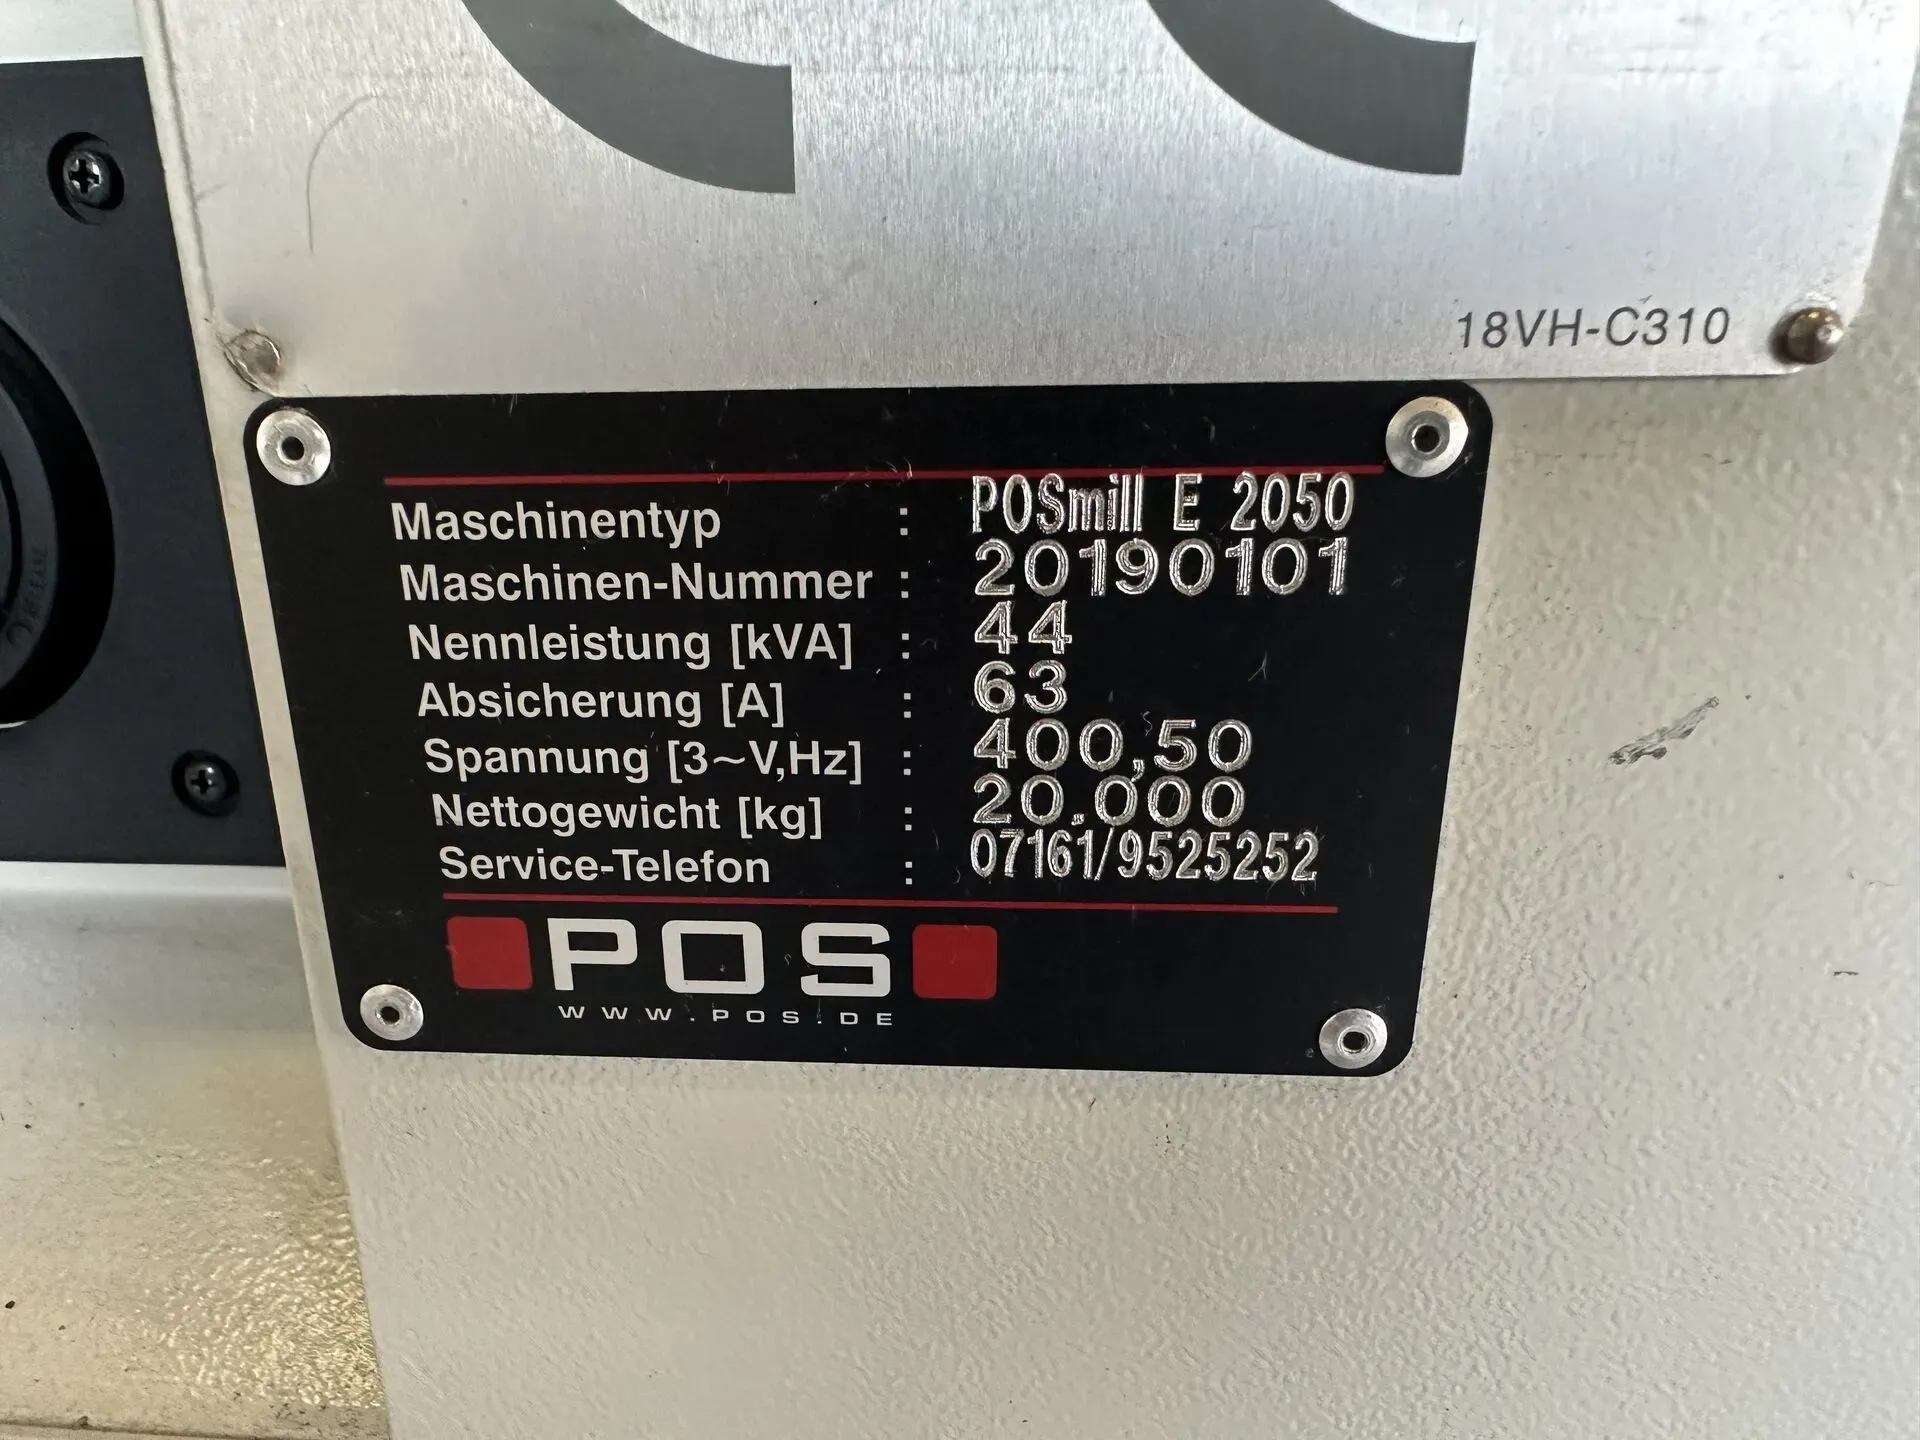 18VH-C310
Maschinentyp : POSmill E 2050
Maschinen-Nummer : 20190101
Nennleistung [kVA] : 44
Absicherung [A] : 63
Spannung [3~V,Hz] : 400,50
Nettogewicht [kg] : 20.000
Service-Telefon : 07161/9525252
POS
WWW.POS.DE